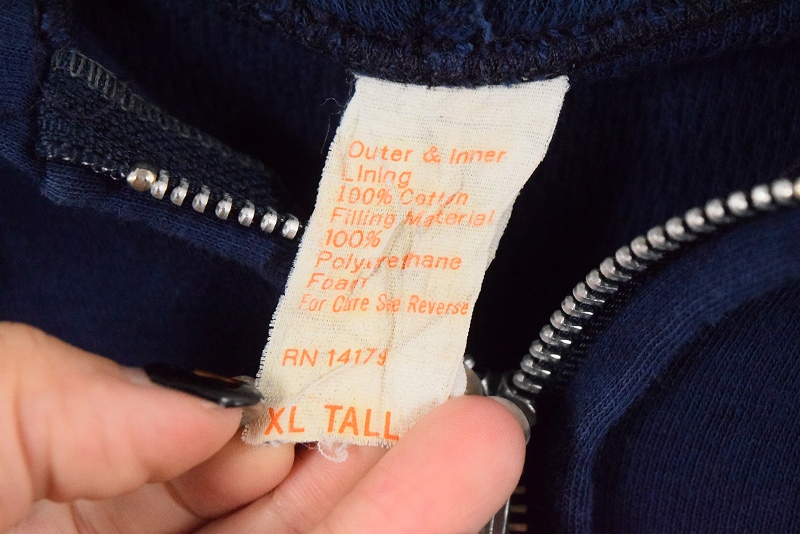 Outer & Inner
Lining
100% Cotton
Filling Material
100%
Polyurethane
Foam
For Care See Reverse
RN 14179
XL TALL